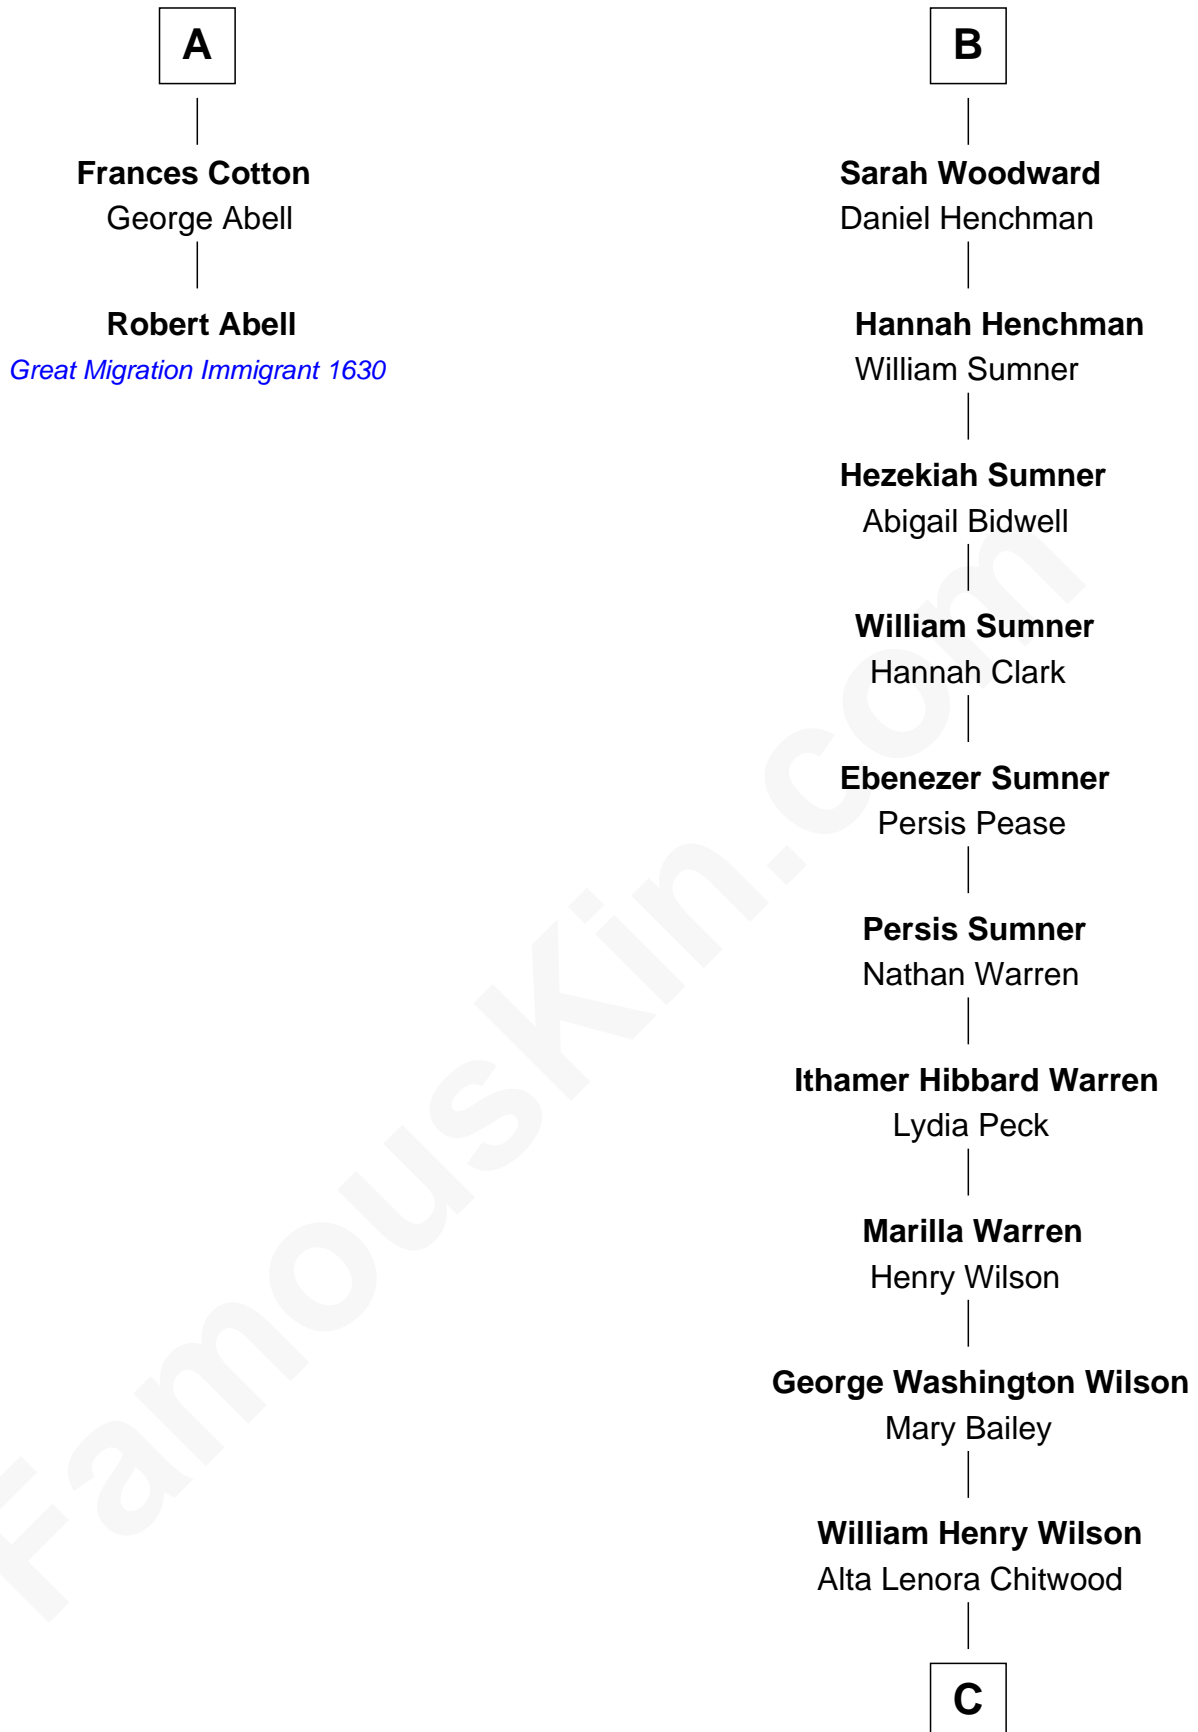 A
Frances Cotton
George Abell
Robert Abell
Great Migration Immigrant 1630
B
Sarah Woodward
Daniel Henchman
Hannah Henchman
William Sumner
Hezekiah Sumner
Abigail Bidwell
William Sumner
Hannah Clark
Ebenezer Sumner
Persis Pease
Persis Sumner
Nathan Warren
Ithamer Hibbard Warren
Lydia Peck
Marilla Warren
Henry Wilson
George Washington Wilson
Mary Bailey
William Henry Wilson
Alta Lenora Chitwood
C
FamousKin.com